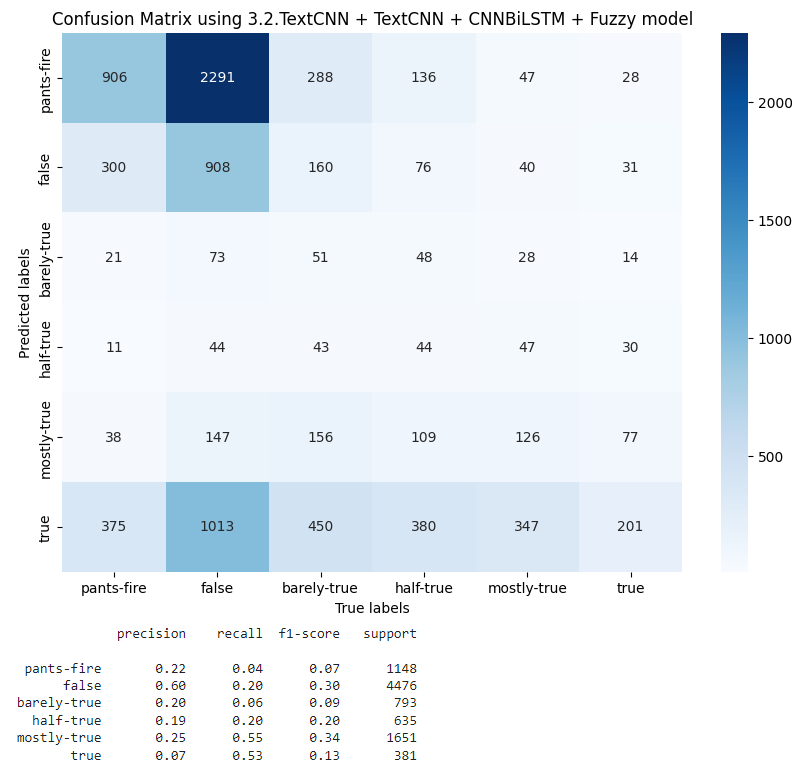 Confusion Matrix using 3.2.TextCNN + TextCNN + CNNBiLSTM + Fuzzy model
pants-fire 906 2291 288 136 47 28
false 300 908 160 76 40 31
barely-true 21 73 51 48 28 14
half-true 11 44 43 44 47 30
mostly-true 38 147 156 109 126 77
true 375 1013 450 380 347 201
Predicted labels
pants-fire false barely-true half-true mostly-true true
True labels
2000
1500
1000
500
precision recall f1-score support
pants-fire 0.22 0.04 0.07 1148
false 0.60 0.20 0.30 4476
barely-true 0.20 0.06 0.09 793
half-true 0.19 0.20 0.20 635
mostly-true 0.25 0.55 0.34 1651
true 0.07 0.53 0.13 381